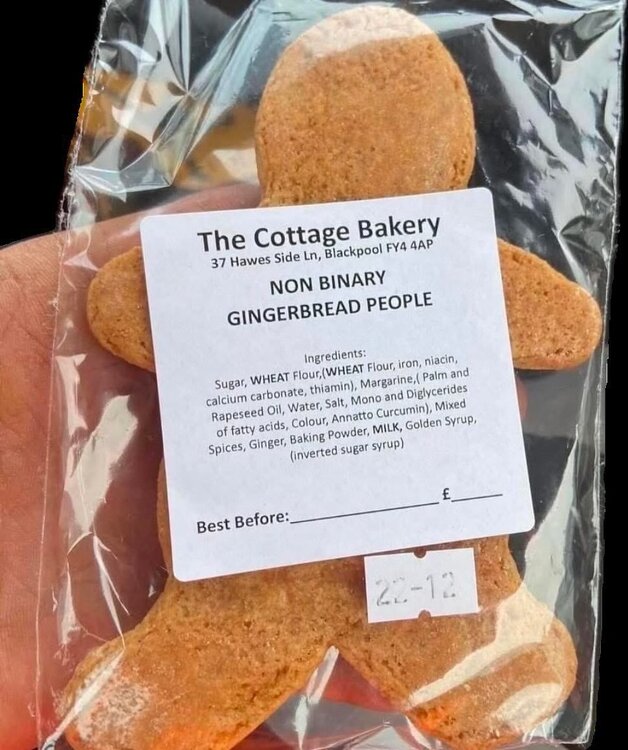 The Cottage Bakery
37 Hawes Side Ln, Blackpool FY4 4AP
NON BINARY
GINGERBREAD PEOPLE
Ingredients:
Sugar, WHEAT Flour,(WHEAT Flour, iron, niacin,
calcium carbonate, thiamin), Margarine,( Palm and
Rapeseed Oil, Water, Salt, Mono and Diglycerides
of fatty acids, Colour, Annatto Curcumin), Mixed
Spices, Ginger, Baking Powder, MILK, Golden Syrup,
(inverted sugar syrup)
Best Before:____________________ £______
22-12